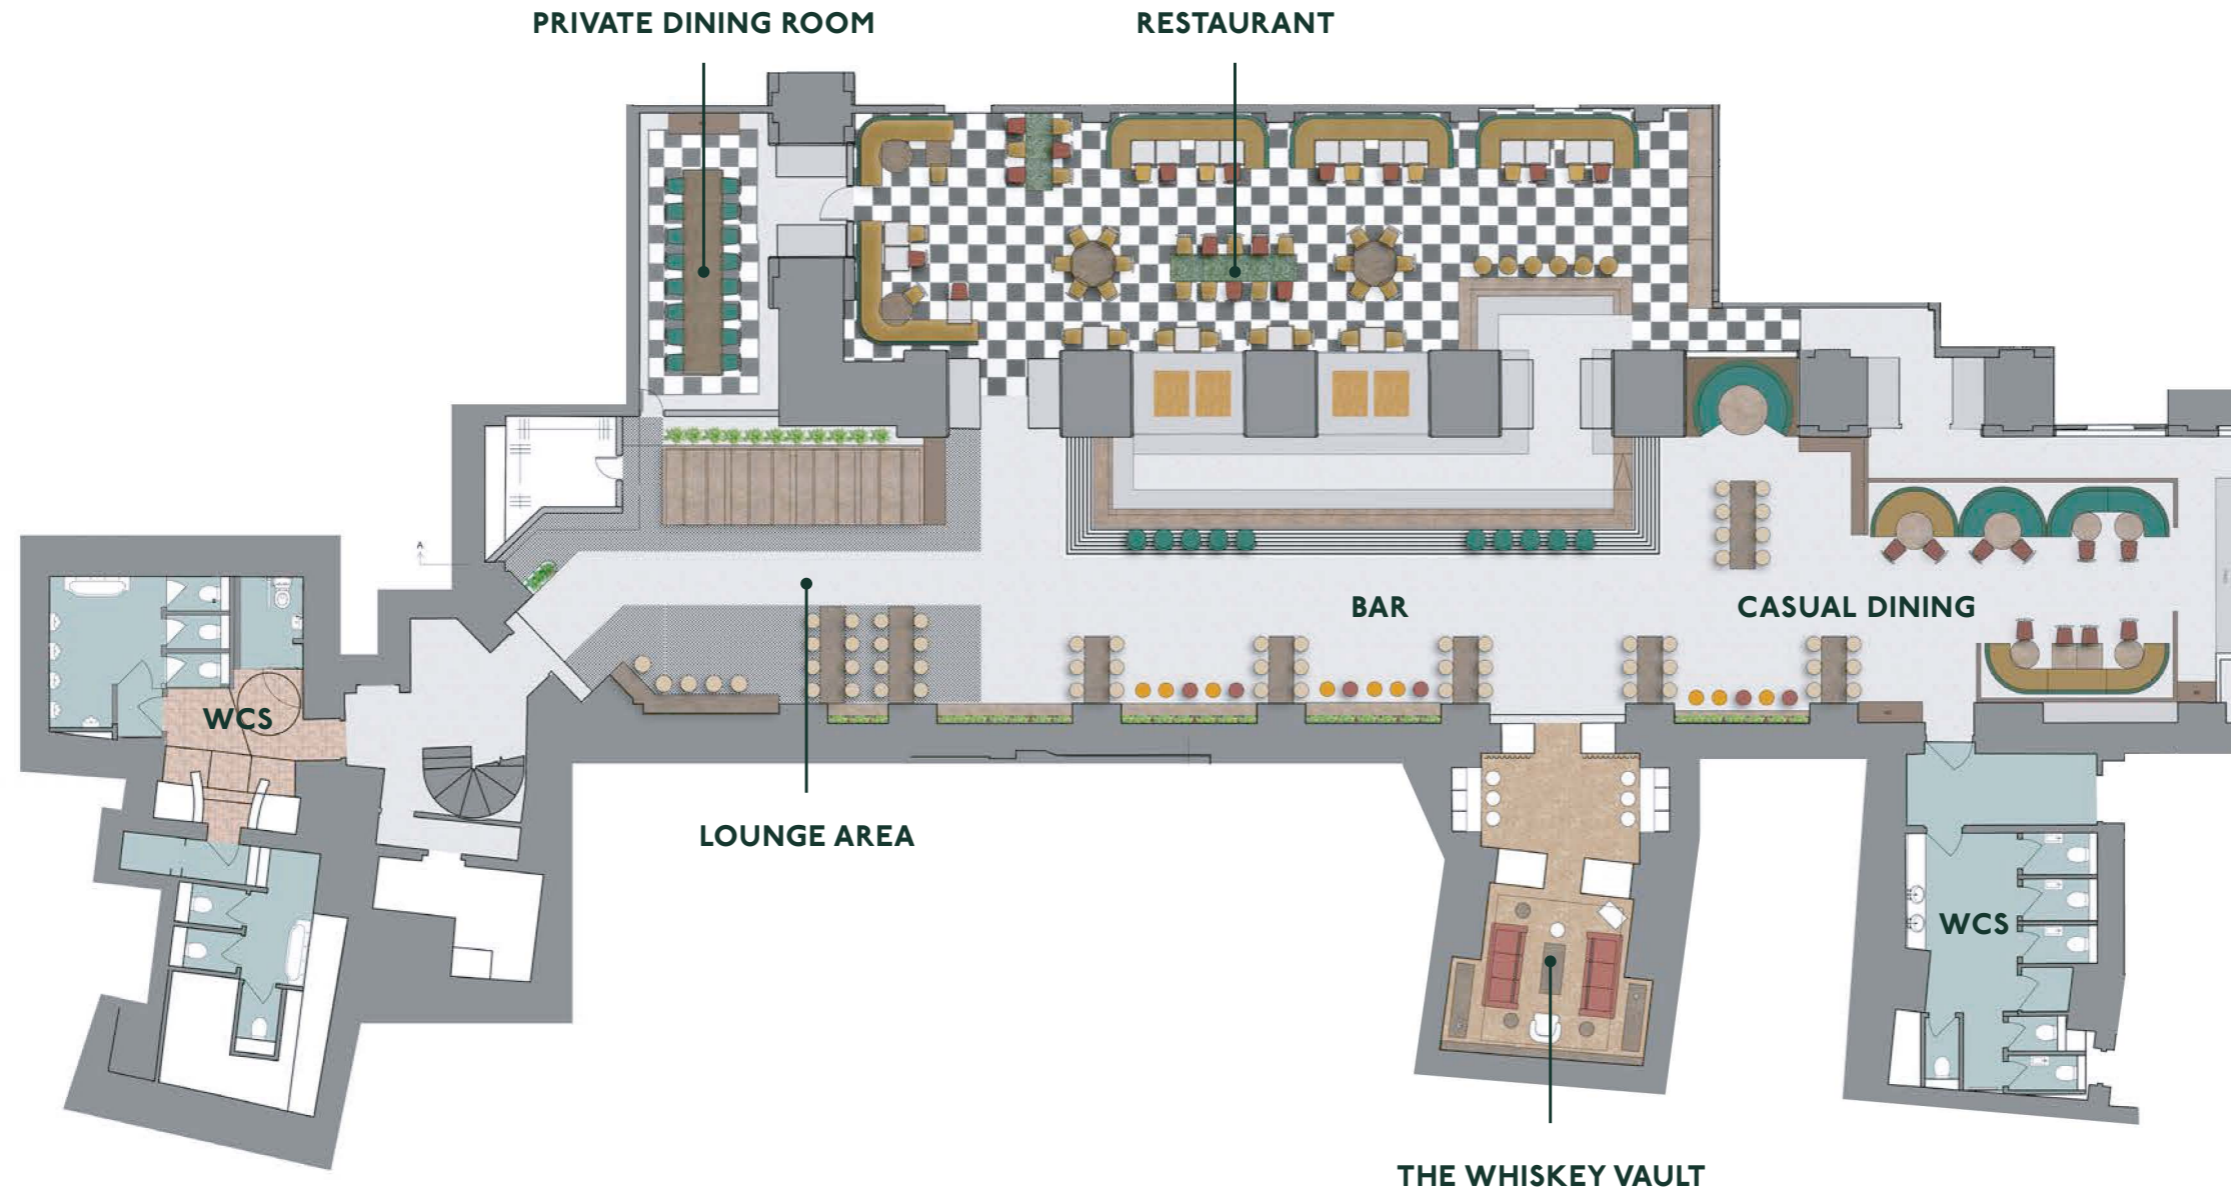 PRIVATE DINING ROOM
RESTAURANT
A
BAR
CASUAL DINING
WCS
LOUNGE AREA
WCS
THE WHISKEY VAULT